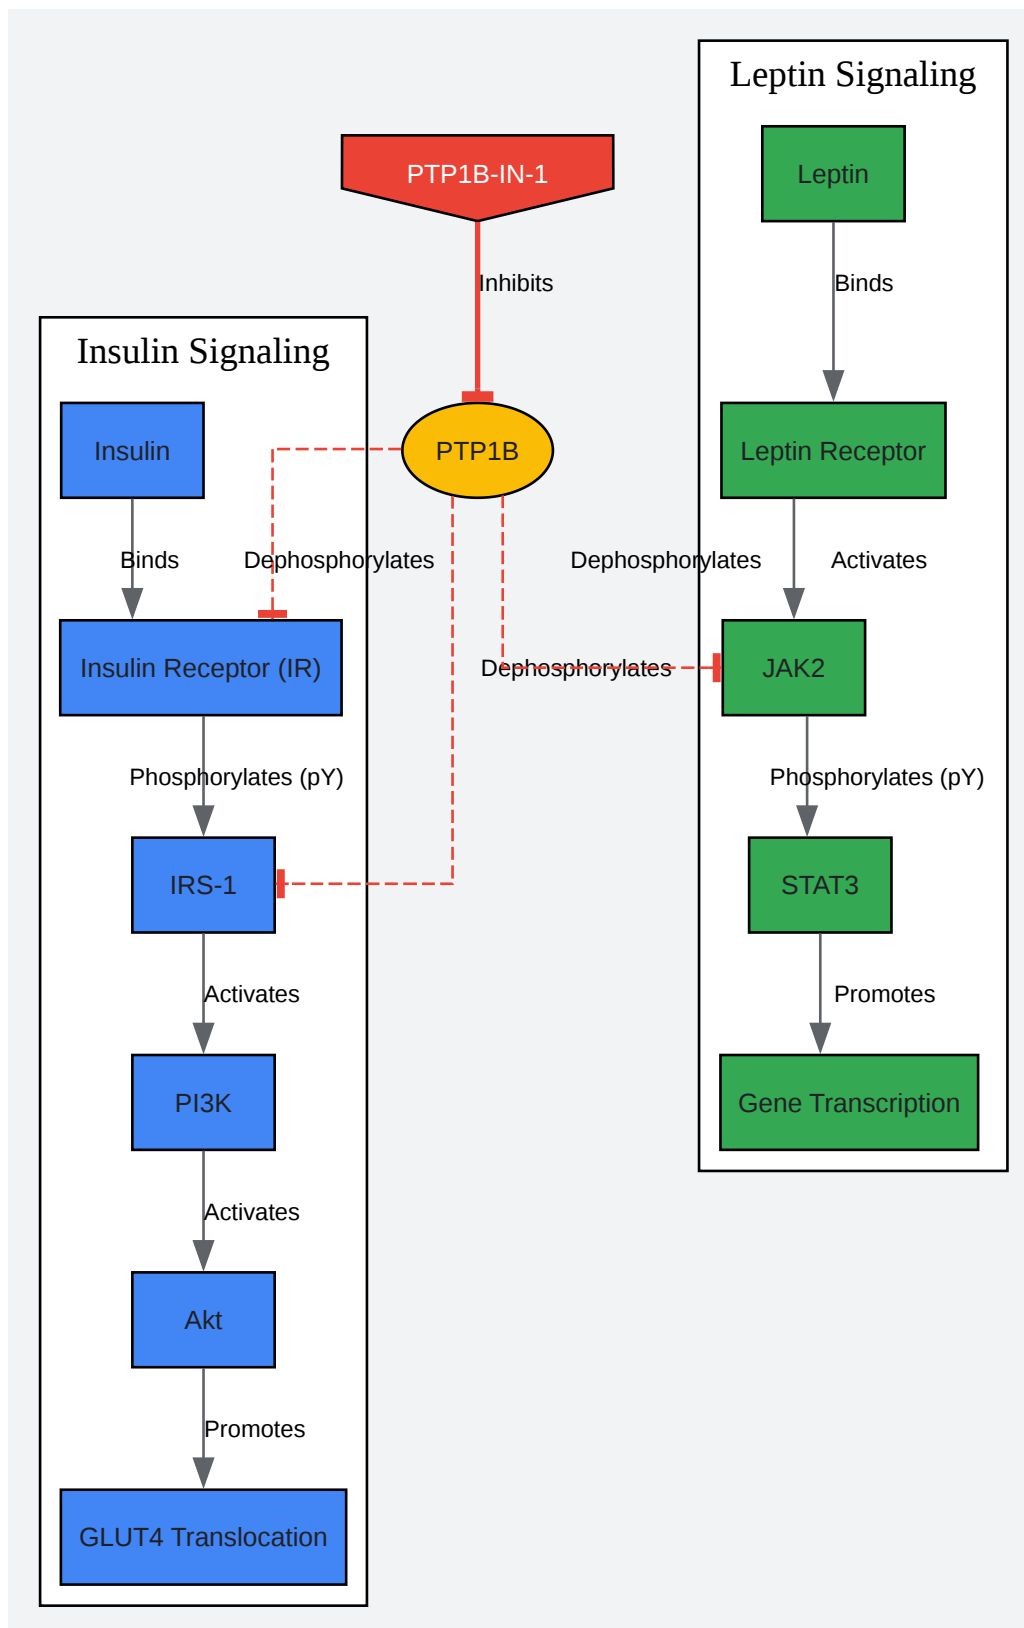 Leptin Signaling
PTP1B-IN-1
Leptin
Inhibits
Binds
Insulin Signaling
Insulin
PTP1B
Leptin Receptor
Binds
Dephosphorylates
Dephosphorylates
Activates
Insulin Receptor (IR)
Dephosphorylates
JAK2
Phosphorylates (pY)
Phosphorylates (pY)
IRS-1
STAT3
Activates
Promotes
PI3K
Gene Transcription
Activates
Akt
Promotes
GLUT4 Translocation